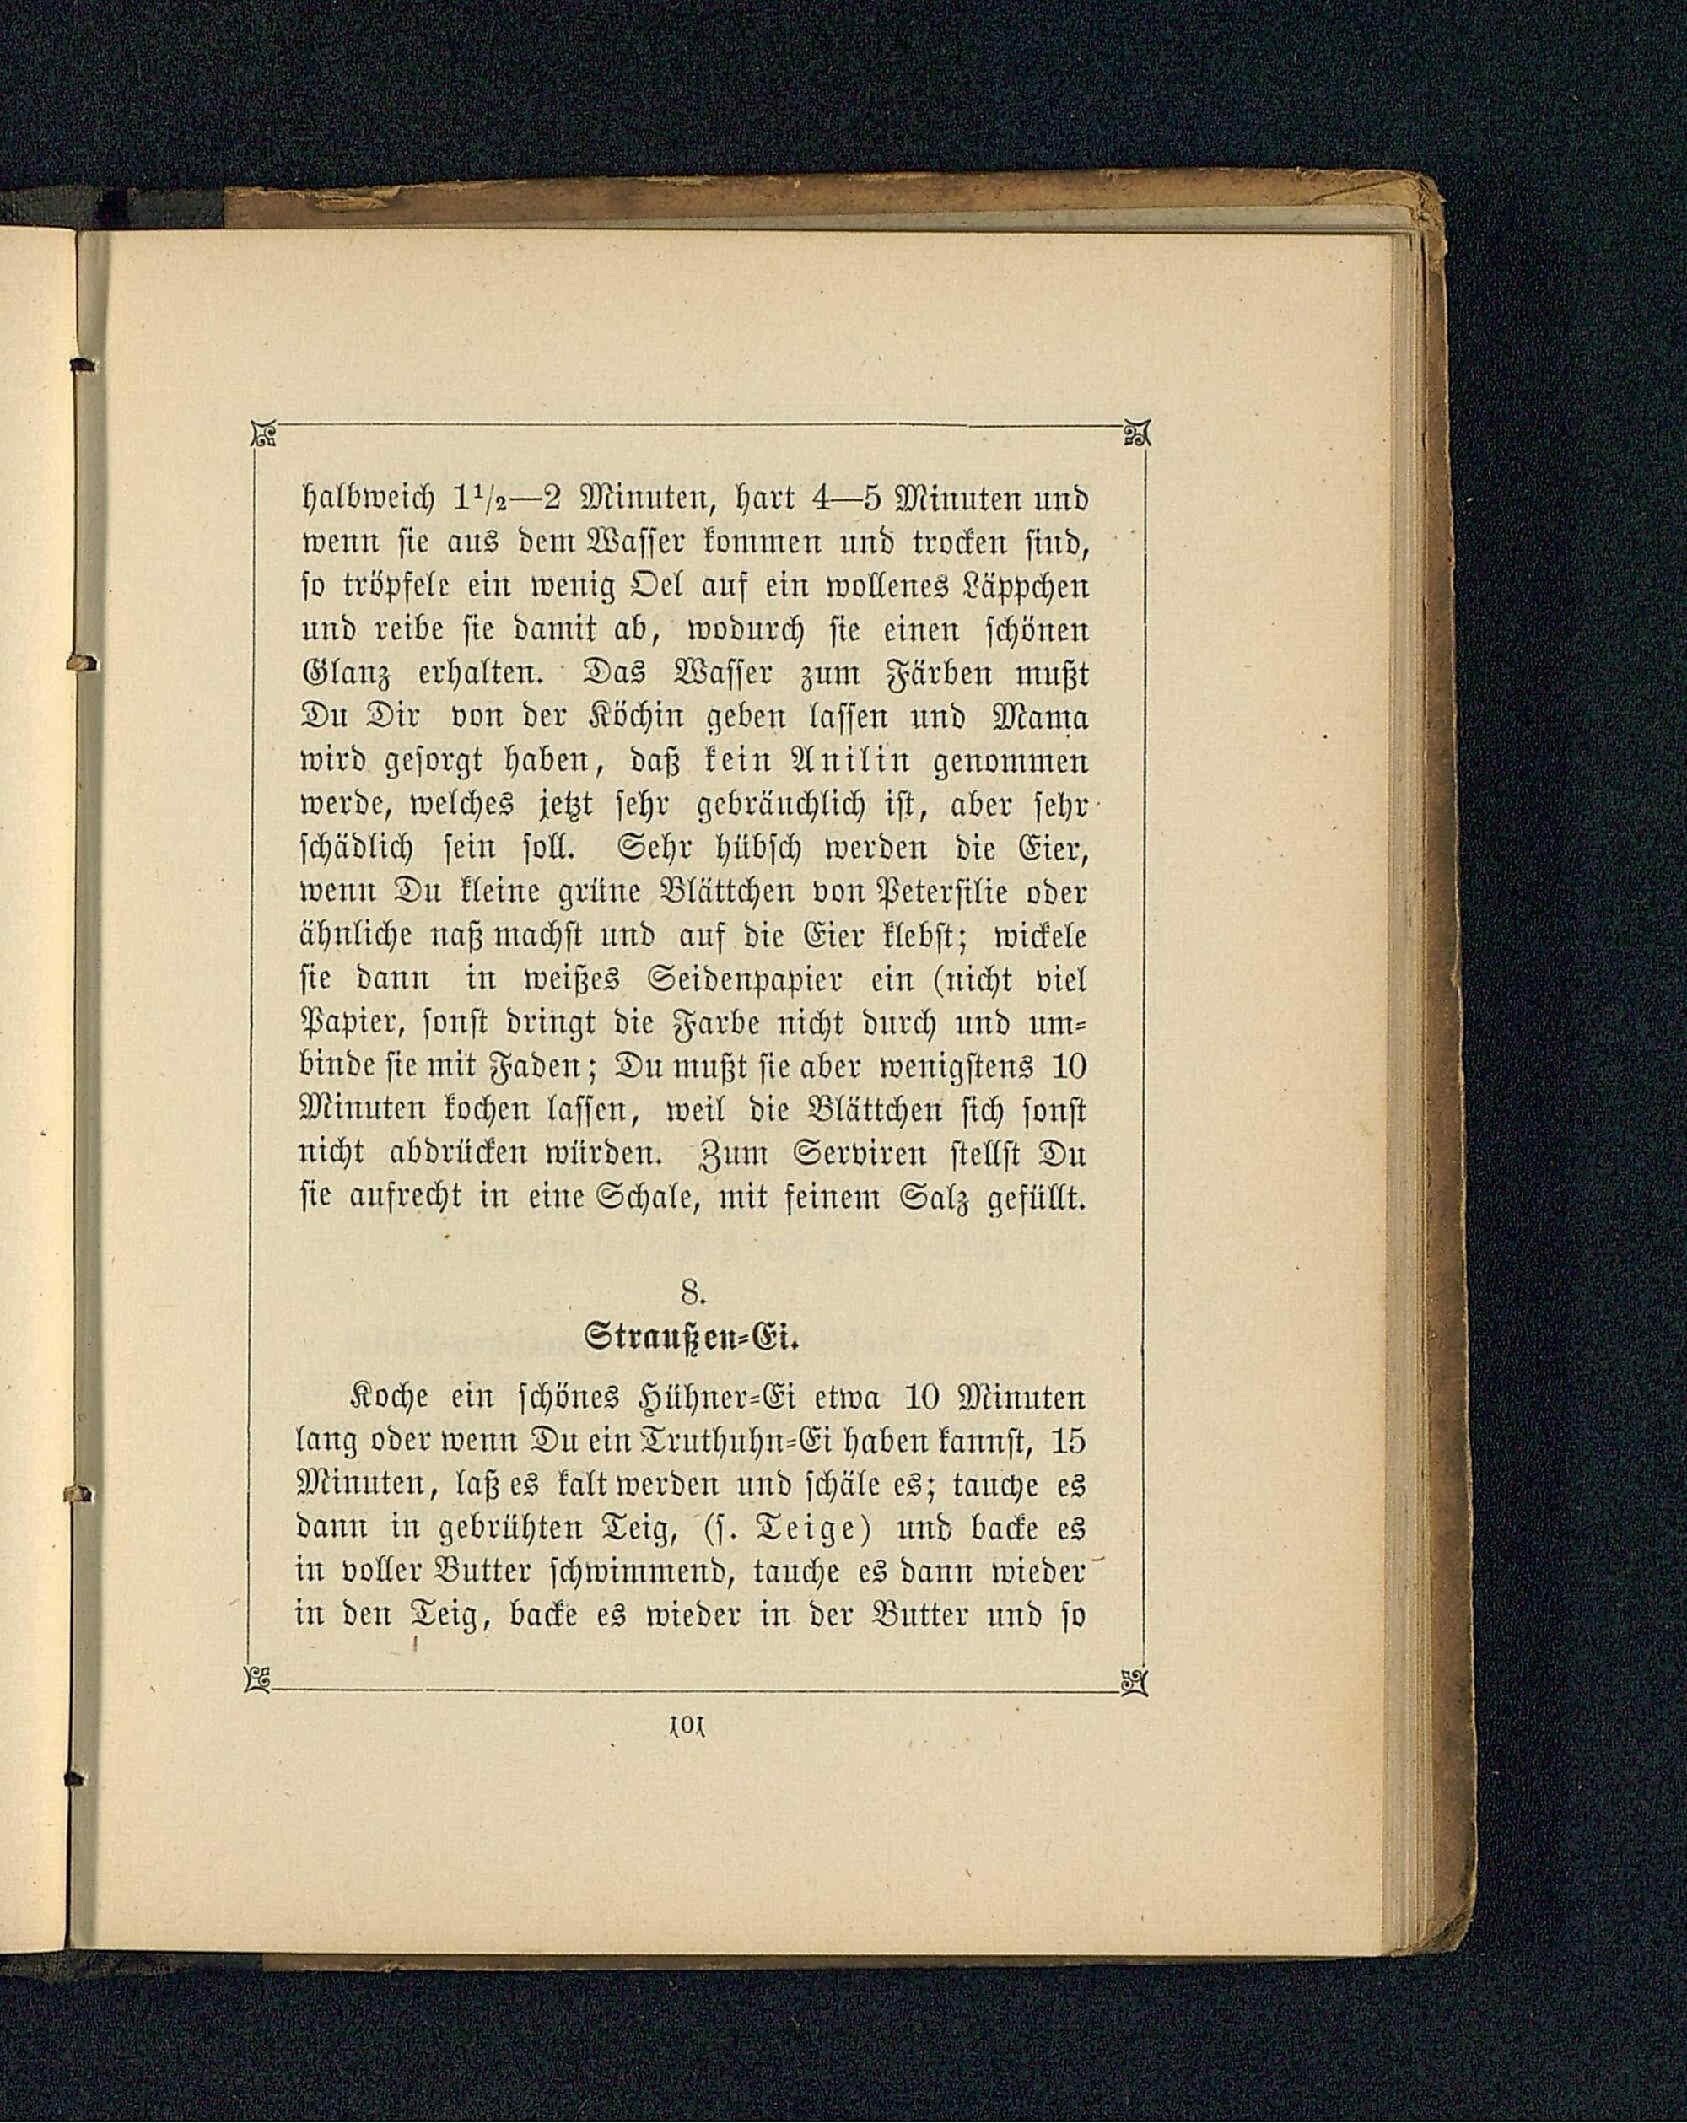 halbweich 1½—2 Minuten, hart 4—5 Minuten und
wenn sie aus dem Wasser kommen und trocken sind,
so tröpfele ein wenig Oel auf ein wollenes Läppchen
und reibe sie damit ab, wodurch sie einen schönen
Glanz erhalten. Das Wasser zum Färben mußt
Du Dir von der Köchin geben lassen und Mama
wird gesorgt haben, daß kein Anilin genommen
werde, welches jetzt sehr gebräuchlich ist, aber sehr
schädlich sein soll. Sehr hübsch werden die Eier,
wenn Du kleine grüne Blättchen von Petersilie oder
ähnliche naß machst und auf die Eier klebst; wickele
sie dann in weißes Seidenpapier ein (nicht viel
Papier, sonst dringt die Farbe nicht durch und um-
binde sie mit Faden; Du mußt sie aber wenigstens 10
Minuten kochen lassen, weil die Blättchen sich sonst
nicht abdrücken würden. Zum Serviren stellst Du
sie aufrecht in eine Schale, mit feinem Salz gefüllt.
8.
Straußen-Ei.
Koche ein schönes Hühner-Ei etwa 10 Minuten
lang oder wenn Du ein Truthuhn-Ei haben kannst, 15
Minuten, laß es kalt werden und schäle es; tauche es
dann in gebrühten Teig, (s. Teige) und backe es
in voller Butter schwimmend, tauche es dann wieder
in den Teig, backe es wieder in der Butter und so
101